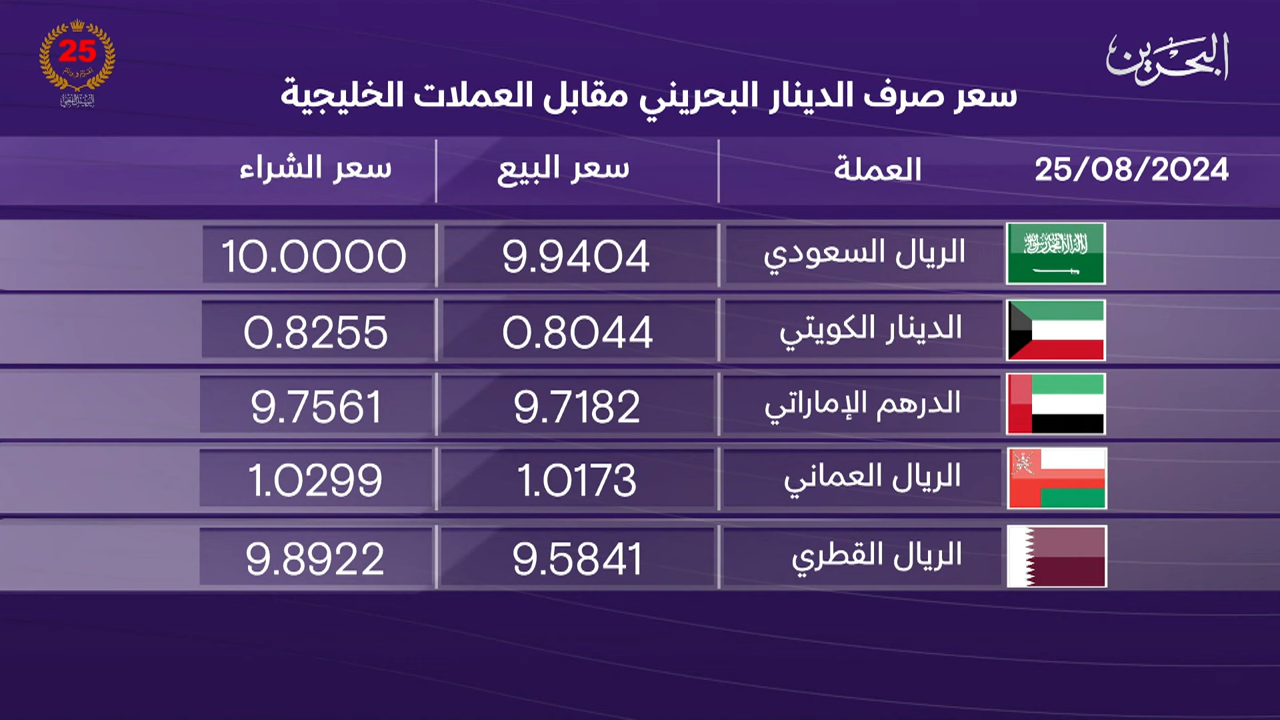 البحرين
25
سعر صرف الدينار البحريني مقابل العملات الخليجية
25/08/2024 العملة سعر البيع سعر الشراء
الريال السعودي 9.9404 10.0000
الدينار الكويتي 0.8044 0.8255
الدرهم الإماراتي 9.7182 9.7561
الريال العماني 1.0173 1.0299
الريال القطري 9.5841 9.8922